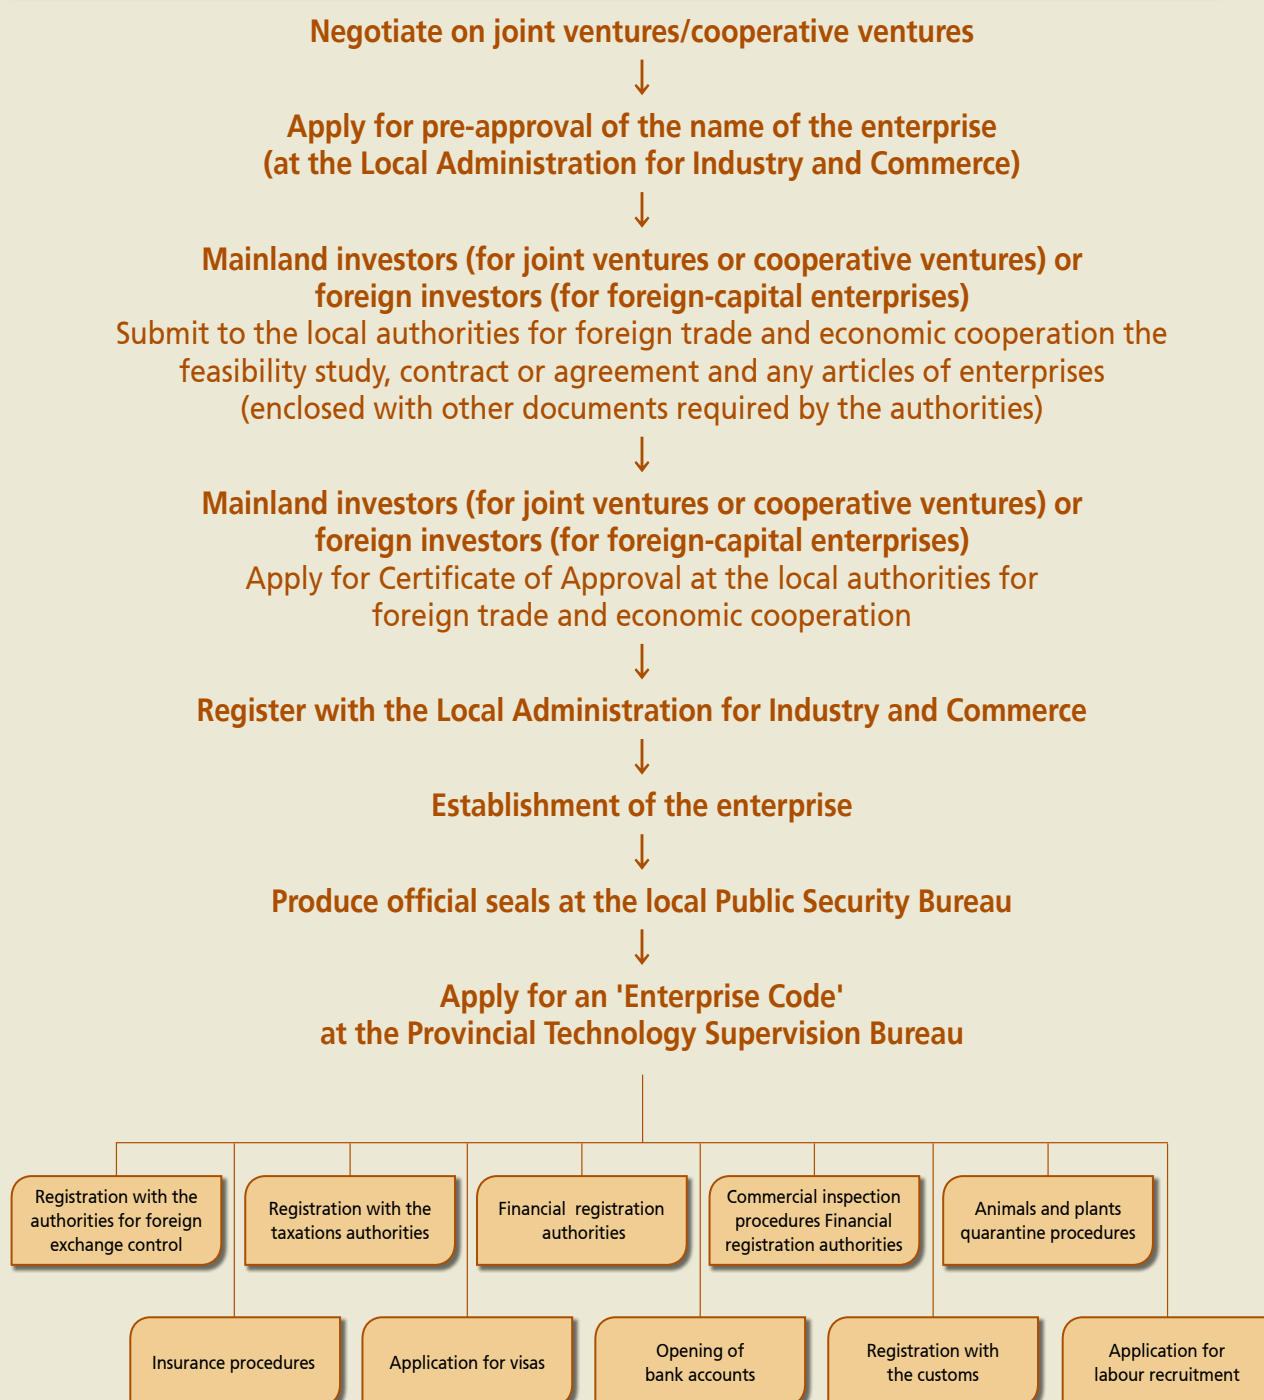 Negotiate on joint ventures/cooperative ventures
Apply for pre-approval of the name of the enterprise
(at the Local Administration for Industry and Commerce)
Mainland investors (for joint ventures or cooperative ventures) or
foreign investors (for foreign-capital enterprises)
Submit to the local authorities for foreign trade and economic cooperation the
feasibility study, contract or agreement and any articles of enterprises
(enclosed with other documents required by the authorities)
Mainland investors (for joint ventures or cooperative ventures) or
foreign investors (for foreign-capital enterprises)
Apply for Certificate of Approval at the local authorities for
foreign trade and economic cooperation
Register with the Local Administration for Industry and Commerce
Establishment of the enterprise
Produce official seals at the local Public Security Bureau
Apply for an 'Enterprise Code'
at the Provincial Technology Supervision Bureau
Registration with the
authorities for foreign
exchange control
Registration with the
taxations authorities
Financial registration
authorities
Commercial inspection
procedures Financial
registration authorities
Animals and plants
quarantine procedures
Insurance procedures
Application for visas
Opening of
bank accounts
Registration with
the customs
Application for
labour recruitment